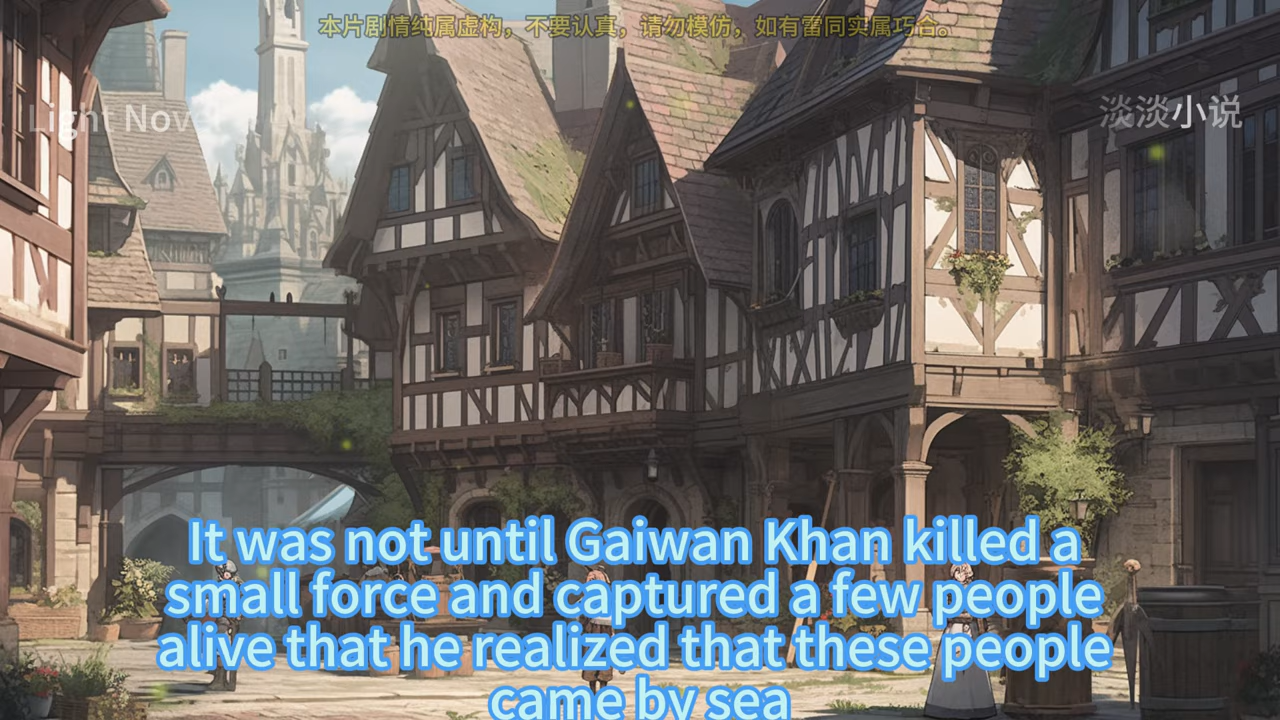 本片剧情纯属虚构，不要认真，请勿模仿，如有雷同实属巧合。
Light Novel
淡淡小说
It was not until Gaiwan Khan killed a
small force and captured a few people
alive that he realized that these people
came by sea